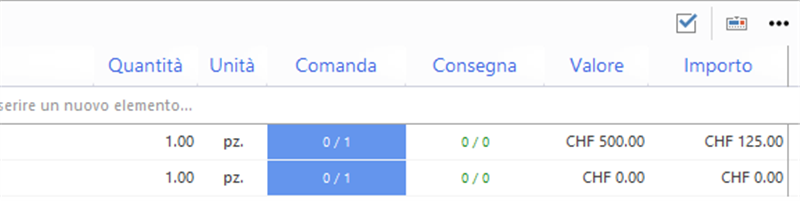 Quantità Unità Comanda Consegna Valore Importo
serire un nuovo elemento...
1.00 pz. 0 / 1 0 / 0 CHF 500.00 CHF 125.00
1.00 pz. 0 / 1 0 / 0 CHF 0.00 CHF 0.00